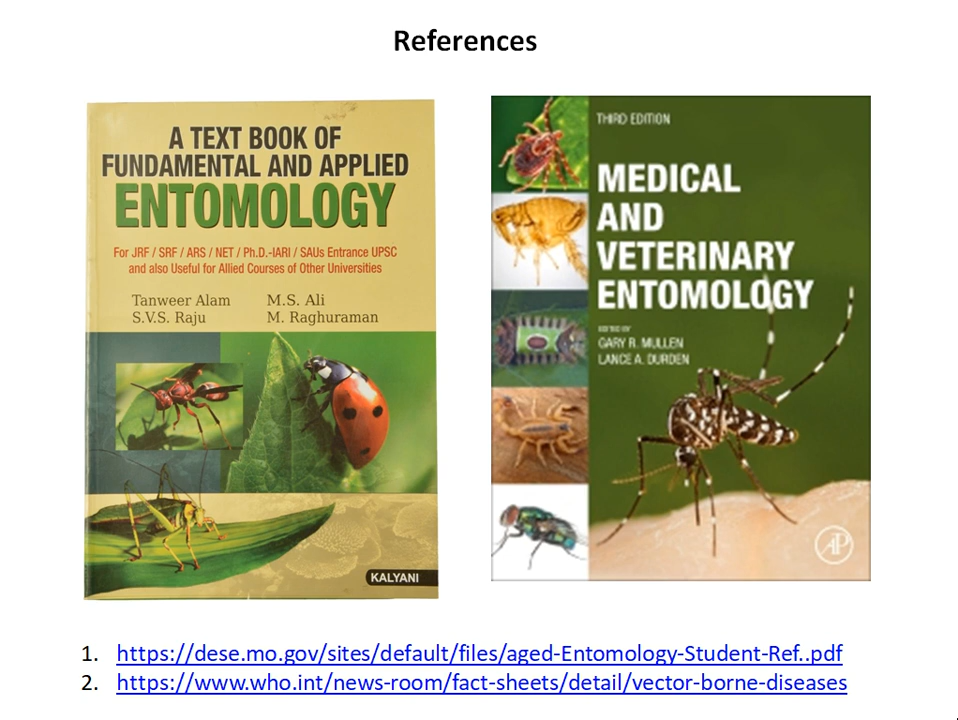 References
A TEXT BOOK OF
FUNDAMENTAL AND APPLIED
ENTOMOLOGY
For JRF / SRF / ARS / NET / Ph.D.-IARI / SAUs Entrance UPSC
and also Useful for Allied Courses of Other Universities
Tanweer Alam M.S. Ali
S.V.S. Raju M. Raghuraman
KALYANI
THIRD EDITION
MEDICAL
AND
VETERINARY
ENTOMOLOGY
EDITED BY
GARY R. MULLEN
LANCE A. DURDEN
AP
1. https://dese.mo.gov/sites/default/files/aged-Entomology-Student-Ref..pdf
2. https://www.who.int/news-room/fact-sheets/detail/vector-borne-diseases